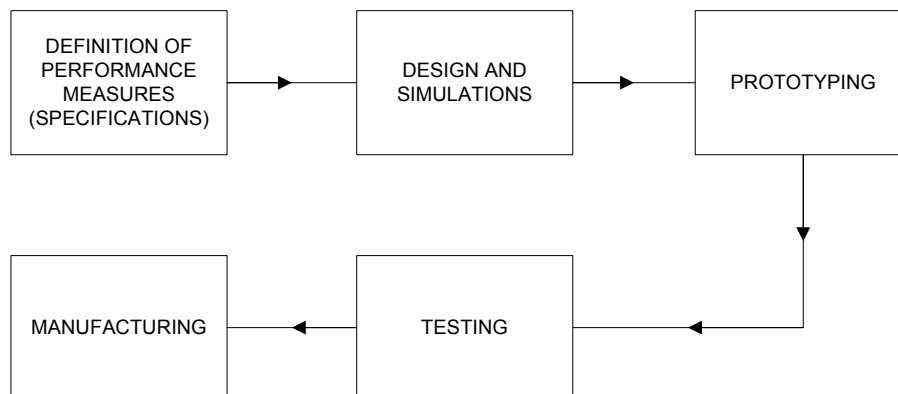 DEFINITION OF
PERFORMANCE
MEASURES
(SPECIFICATIONS)
DESIGN AND
SIMULATIONS
PROTOTYPING
MANUFACTURING
TESTING